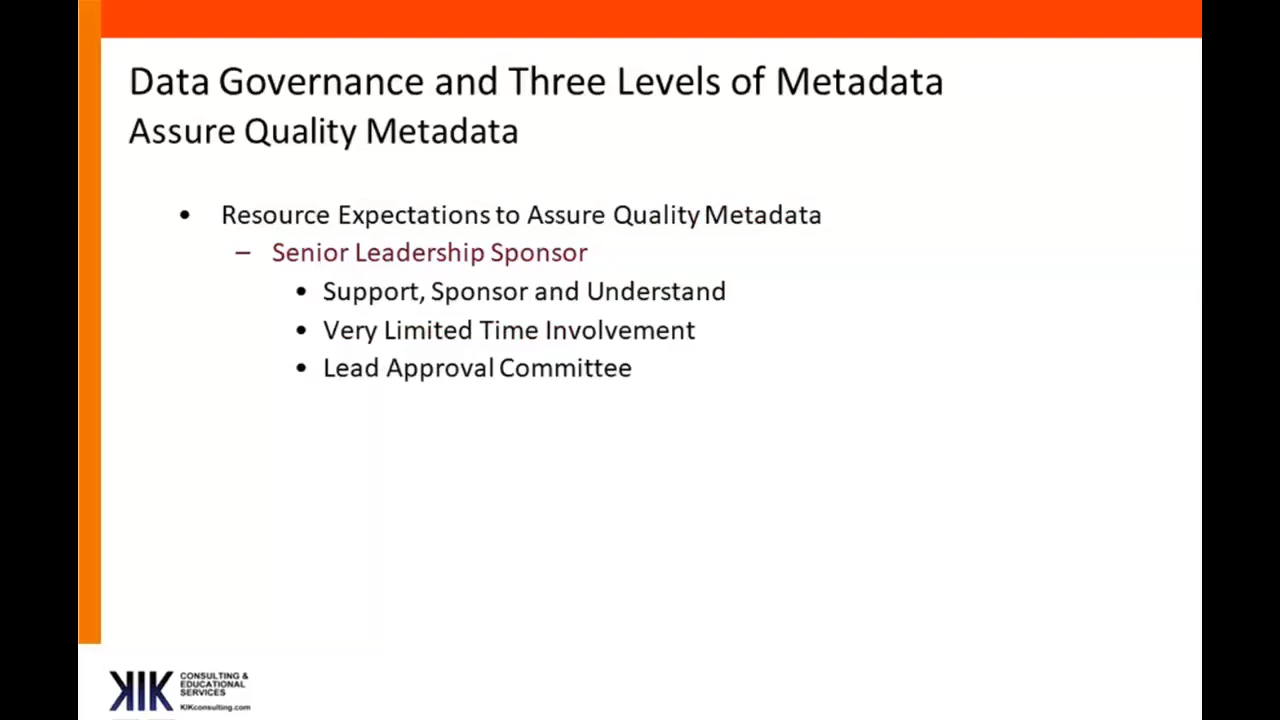 Data Governance and Three Levels of Metadata
Assure Quality Metadata
• Resource Expectations to Assure Quality Metadata
– Senior Leadership Sponsor
• Support, Sponsor and Understand
• Very Limited Time Involvement
• Lead Approval Committee
KIK
CONSULTING &
EDUCATIONAL
SERVICES
KIKconsulting.com